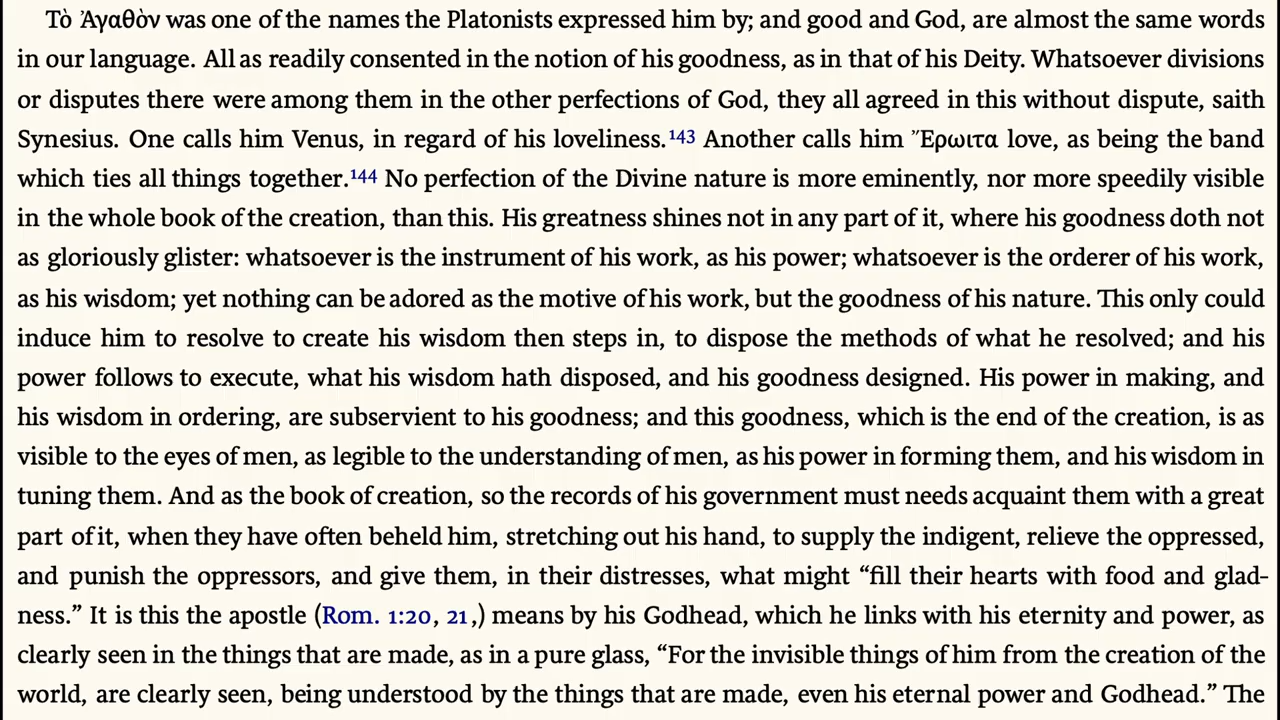 Τὸ Ἀγαθὸν was one of the names the Platonists expressed him by; and good and God, are almost the same words
in our language. All as readily consented in the notion of his goodness, as in that of his Deity. Whatsoever divisions
or disputes there were among them in the other perfections of God, they all agreed in this without dispute, saith
Synesius. One calls him Venus, in regard of his loveliness.143 Another calls him Ἔρωιτα love, as being the band
which ties all things together.144 No perfection of the Divine nature is more eminently, nor more speedily visible
in the whole book of the creation, than this. His greatness shines not in any part of it, where his goodness doth not
as gloriously glister: whatsoever is the instrument of his work, as his power; whatsoever is the orderer of his work,
as his wisdom; yet nothing can be adored as the motive of his work, but the goodness of his nature. This only could
induce him to resolve to create his wisdom then steps in, to dispose the methods of what he resolved; and his
power follows to execute, what his wisdom hath disposed, and his goodness designed. His power in making, and
his wisdom in ordering, are subservient to his goodness; and this goodness, which is the end of the creation, is as
visible to the eyes of men, as legible to the understanding of men, as his power in forming them, and his wisdom in
tuning them. And as the book of creation, so the records of his government must needs acquaint them with a great
part of it, when they have often beheld him, stretching out his hand, to supply the indigent, relieve the oppressed,
and punish the oppressors, and give them, in their distresses, what might “fill their hearts with food and glad-
ness.” It is this the apostle (Rom. 1:20, 21,) means by his Godhead, which he links with his eternity and power, as
clearly seen in the things that are made, as in a pure glass, “For the invisible things of him from the creation of the
world, are clearly seen, being understood by the things that are made, even his eternal power and Godhead.” The